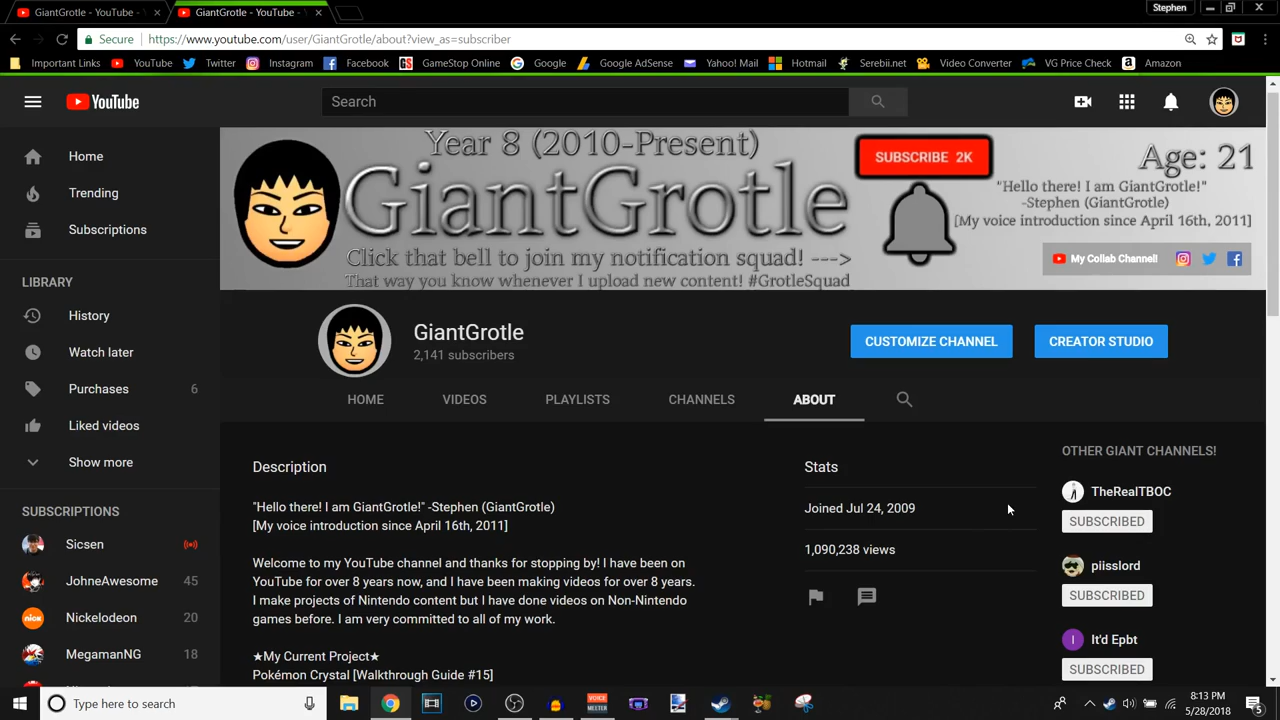 GiantGrotle - YouTube -
GiantGrotle - YouTube -
Stephen
Secure
https://www.youtube.com/user/GiantGrotle/about?view_as=subscriber
Important Links
YouTube
Twitter
Instagram
Facebook
GameStop Online
Google
Google AdSense
Yahoo! Mail
Hotmail
Serebii.net
Video Converter
VG Price Check
Amazon
YouTube
Search
Home
Trending
Subscriptions
LIBRARY
History
Watch later
Purchases 6
Liked videos
Show more
SUBSCRIPTIONS
Sicsen
JohneAwesome 45
Nickelodeon 20
MegamanNG 18
Year 8 (2010-Present)
GiantGrotle
Click that bell to join my notification squad! --->
That way you know whenever I upload new content! #GrotleSquad
SUBSCRIBE 2K
Age: 21
"Hello there! I am GiantGrotle!"
-Stephen (GiantGrotle)
[My voice introduction since April 16th, 2011]
My Collab Channel!
GiantGrotle
2,141 subscribers
CUSTOMIZE CHANNEL
CREATOR STUDIO
HOME
VIDEOS
PLAYLISTS
CHANNELS
ABOUT
Description
"Hello there! I am GiantGrotle!" -Stephen (GiantGrotle)
[My voice introduction since April 16th, 2011]
Welcome to my YouTube channel and thanks for stopping by! I have been on
YouTube for over 8 years now, and I have been making videos for over 8 years.
I make projects of Nintendo content but I have done videos on Non-Nintendo
games before. I am very committed to all of my work.
★My Current Project★
Pokémon Crystal [Walkthrough Guide #15]
Stats
Joined Jul 24, 2009
1,090,238 views
OTHER GIANT CHANNELS!
TheRealTBOC
SUBSCRIBED
piisslord
SUBSCRIBED
It'd Epbt
SUBSCRIBED
Type here to search
VOICE
MEETER
8:13 PM
5/28/2018
5